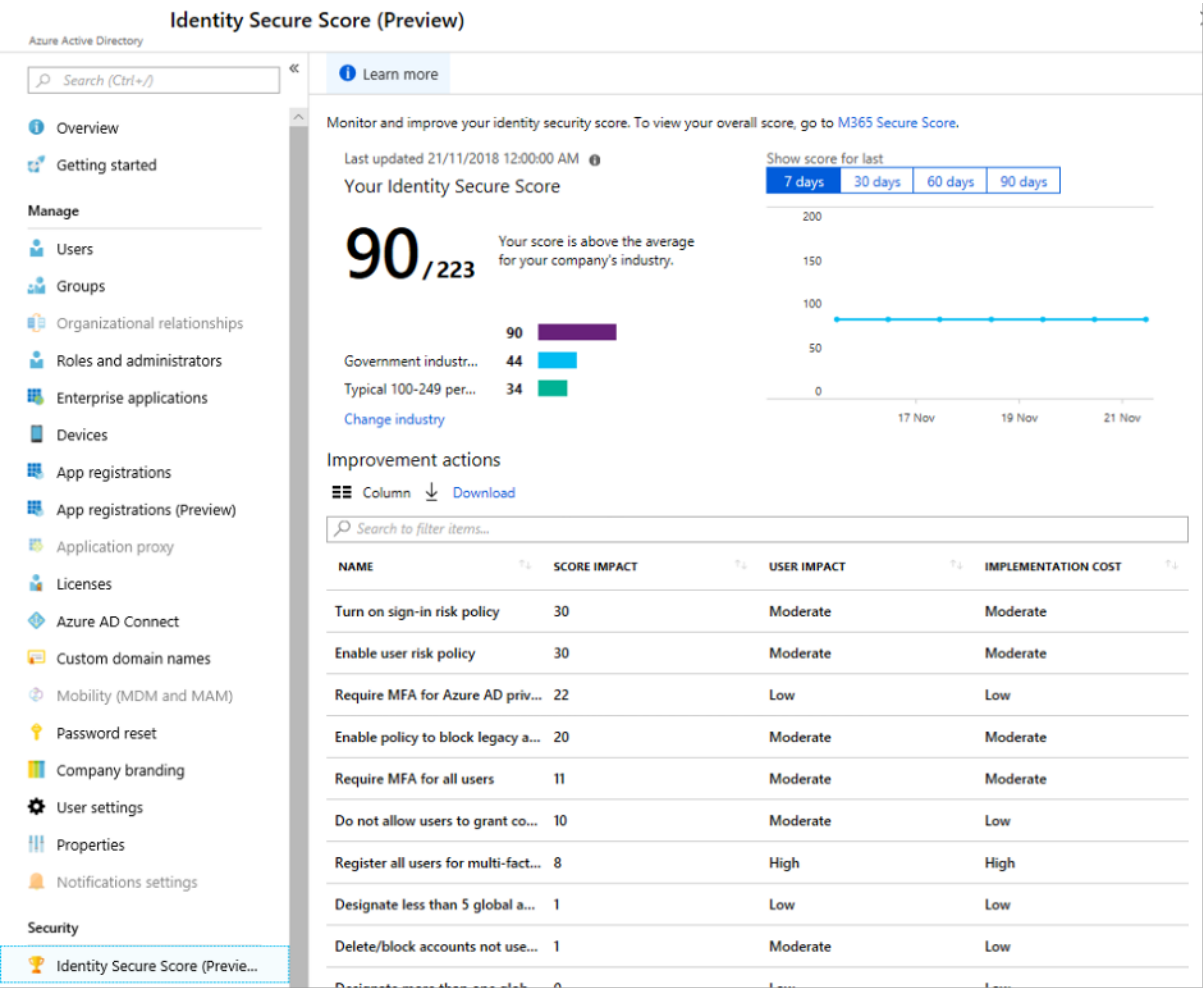 Identity Secure Score (Preview)
Azure Active Directory
Search (Ctrl+/)
Overview
Getting started
Manage
Users
Groups
Organizational relationships
Roles and administrators
Enterprise applications
Devices
App registrations
App registrations (Preview)
Application proxy
Licenses
Azure AD Connect
Custom domain names
Mobility (MDM and MAM)
Password reset
Company branding
User settings
Properties
Notifications settings
Security
Identity Secure Score (Previe...
Learn more
Monitor and improve your identity security score. To view your overall score, go to M365 Secure Score.
Last updated 21/11/2018 12:00:00 AM
Your Identity Secure Score
90/223
Your score is above the average
for your company's industry.
90
Government industr... 44
Typical 100-249 per... 34
Change industry
Show score for last
7 days 30 days 60 days 90 days
200
150
100
50
0
17 Nov 19 Nov 21 Nov
Improvement actions
Column Download
Search to filter items...
NAME SCORE IMPACT USER IMPACT IMPLEMENTATION COST
Turn on sign-in risk policy 30 Moderate Moderate
Enable user risk policy 30 Moderate Moderate
Require MFA for Azure AD priv... 22 Low Low
Enable policy to block legacy a... 20 Moderate Moderate
Require MFA for all users 11 Moderate Moderate
Do not allow users to grant co... 10 Moderate Low
Register all users for multi-fact... 8 High High
Designate less than 5 global a... 1 Low Low
Delete/block accounts not use... 1 Moderate Low
Designate more than one glob... 0 Low Low